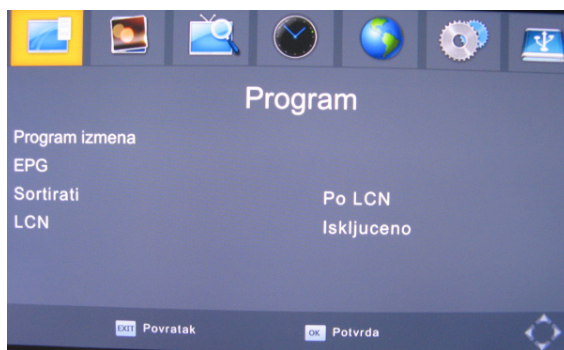 Program
Program izmena
EPG
Sortirati Po LCN
LCN Iskljuceno
EXIT Povratak OK Potvrda